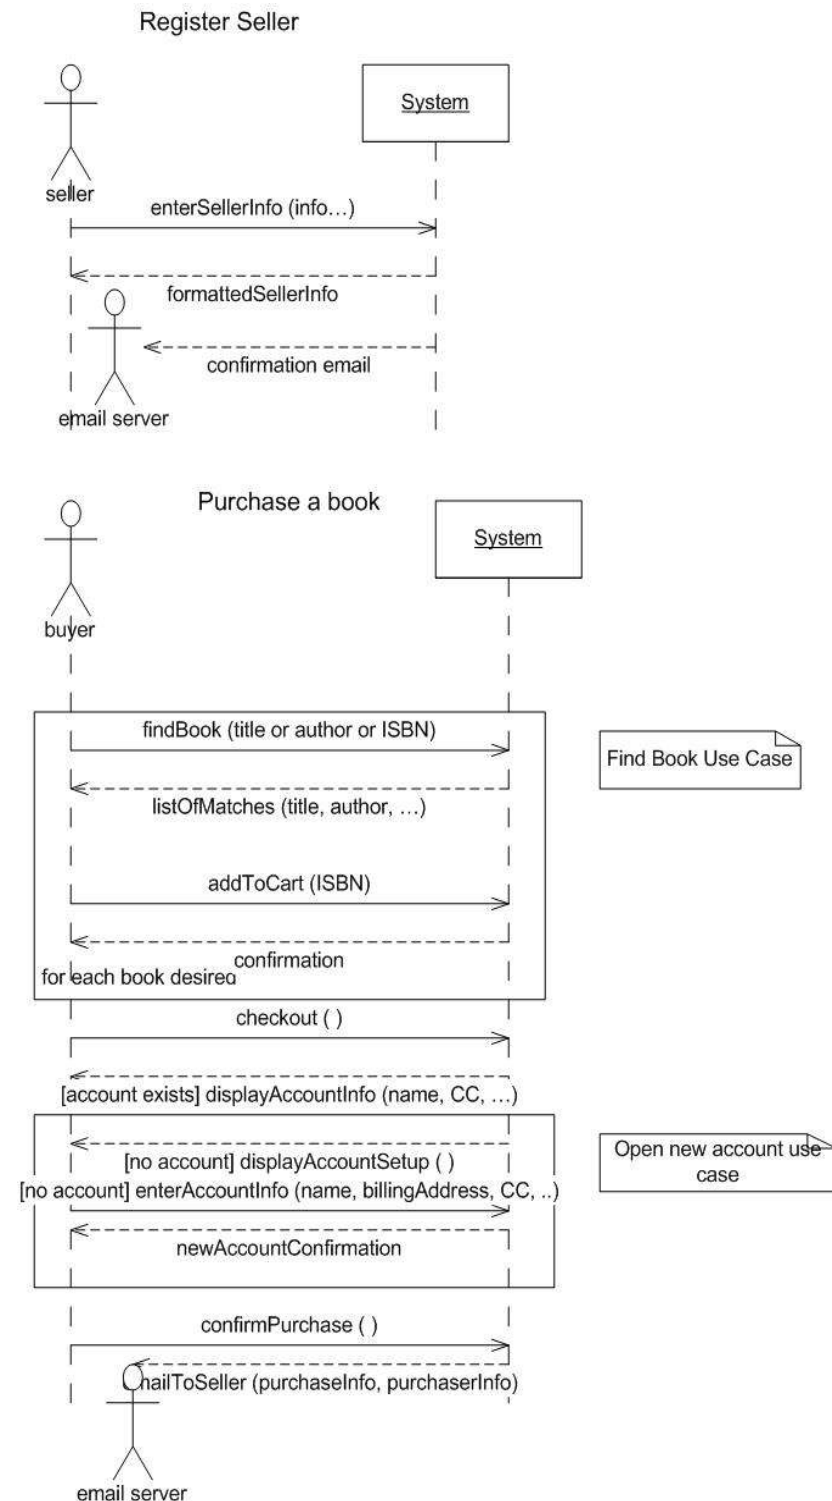 Register Seller
System
seller
enterSellerInfo (info…)
formattedSellerInfo
confirmation email
email server
Purchase a book
System
buyer
findBook (title or author or ISBN)
Find Book Use Case
listOfMatches (title, author, …)
addToCart (ISBN)
confirmation
for each book desired
checkout ( )
[account exists] displayAccountInfo (name, CC, …)
[no account] displayAccountSetup ( )
Open new account use
case
[no account] enterAccountInfo (name, billingAddress, CC, ..)
newAccountConfirmation
confirmPurchase ( )
emailToSeller (purchaseInfo, purchaserInfo)
email server